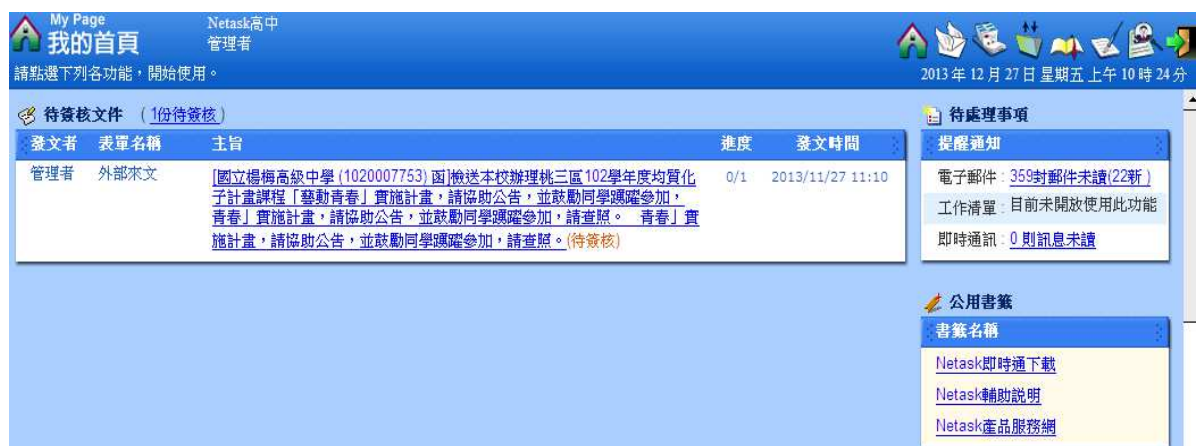 My Page
我的首頁
Netask高中
管理者
請點選下列各功能，開始使用。
2013 年 12 月 27 日 星期五 上午 10 時 24 分
待簽核文件 (1份待簽核)
發文者 表單名稱 主旨 進度 發文時間
管理者 外部來文 [國立楊梅高級中學 (1020007753) 函]檢送本校辦理桃三區102學年度均質化 0/1 2013/11/27 11:10
子計畫課程「藝動青春」實施計畫，請協助公告，並鼓勵同學踴躍參加，
青春」實施計畫，請協助公告，並鼓勵同學踴躍參加，請查照。 青春」實
施計畫，請協助公告，並鼓勵同學踴躍參加，請查照。(待簽核)
待處理事項
提醒通知
電子郵件：359封郵件未讀(22新 )
工作清單：目前未開放使用此功能
即時通訊：0 則訊息未讀
公用書籤
書籤名稱
Netask即時通下載
Netask輔助說明
Netask產品服務網